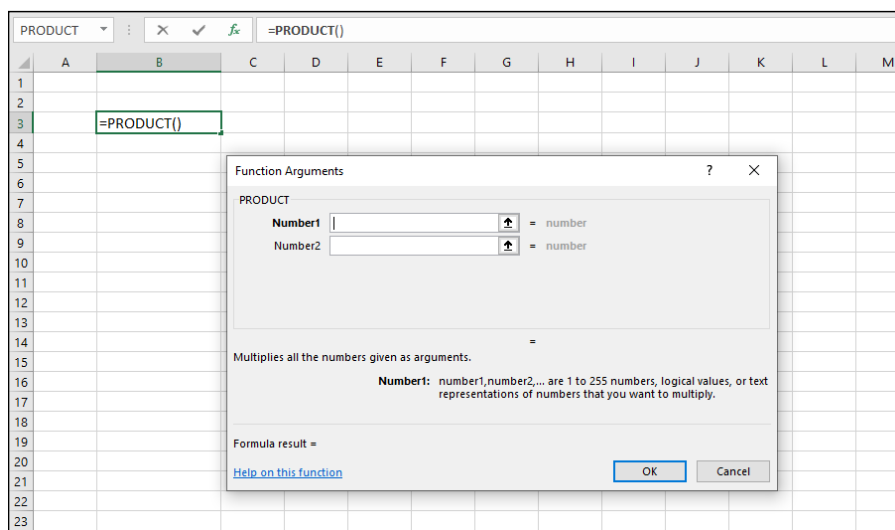 PRODUCT fx =PRODUCT()
A B C D E F G H I J K L M
1
2
3 =PRODUCT()
4
5
Function Arguments ?
6
7
PRODUCT
8
Number1 = number
9
Number2 = number
10
11
12
13
14
=
15
Multiplies all the numbers given as arguments.
16
Number1: number1,number2,... are 1 to 255 numbers, logical values, or text
17
representations of numbers that you want to multiply.
18
19
Formula result =
20
21
Help on this function OK Cancel
22
23